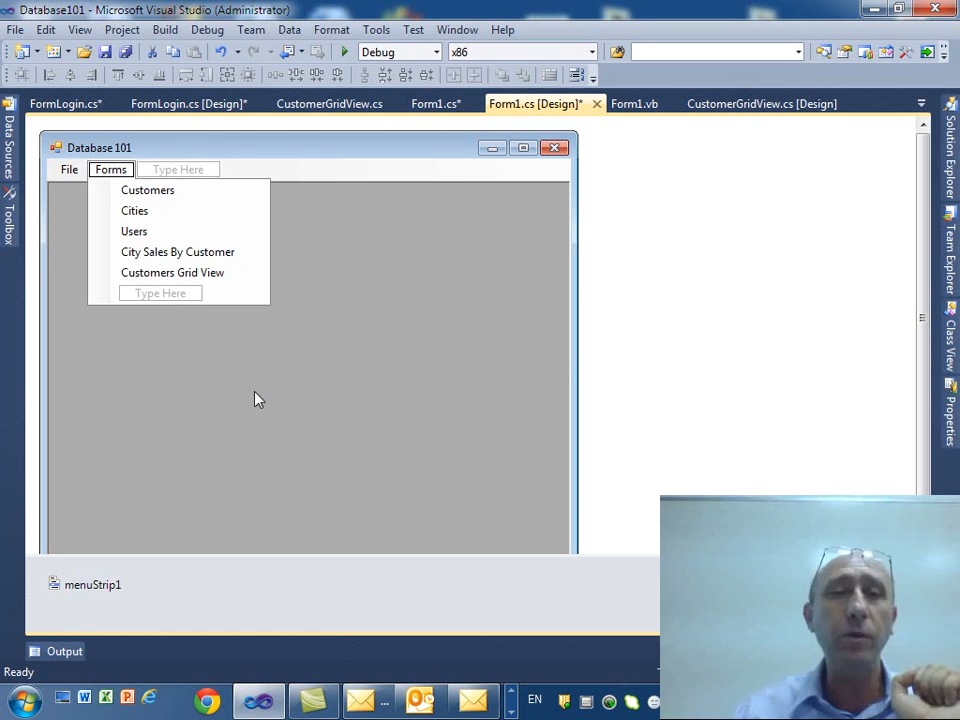 Database101 - Microsoft Visual Studio (Administrator)
File Edit View Project Build Debug Team Data Format Tools Test Window Help
Debug x86
FormLogin.cs* FormLogin.cs [Design]* CustomerGridView.cs Form1.cs* Form1.cs [Design]* Form1.vb CustomerGridView.cs [Design]
Data Sources
Toolbox
Database 101
File Forms Type Here
Customers
Cities
Users
City Sales By Customer
Customers Grid View
Type Here
menuStrip1
Solution Explorer
Team Explorer
Class View
Properties
Output
Ready
... EN